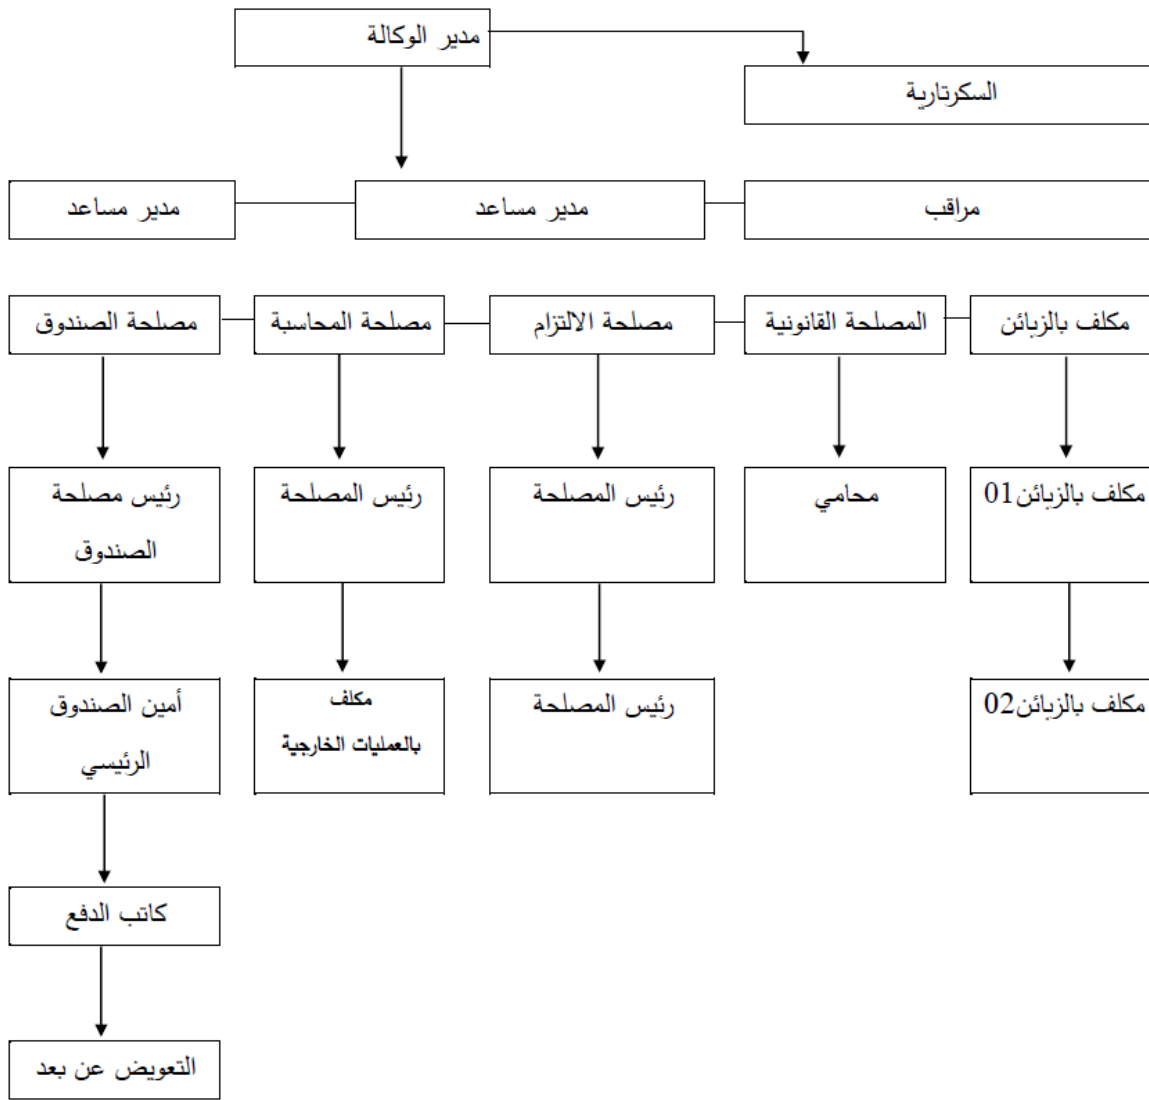 مدير الوكالة
السكرتارية
مراقب
مدير مساعد
مدير مساعد
مكلف بالزبائن
المصلحة القانونية
مصلحة الالتزام
مصلحة المحاسبة
مصلحة الصندوق
مكلف بالزبائن01
محامي
رئيس المصلحة
رئيس المصلحة
رئيس مصلحة
الصندوق
مكلف بالزبائن02
رئيس المصلحة
مكلف
بالعمليات الخارجية
أمين الصندوق
الرئيسي
كاتب الدفع
التعويض عن بعد